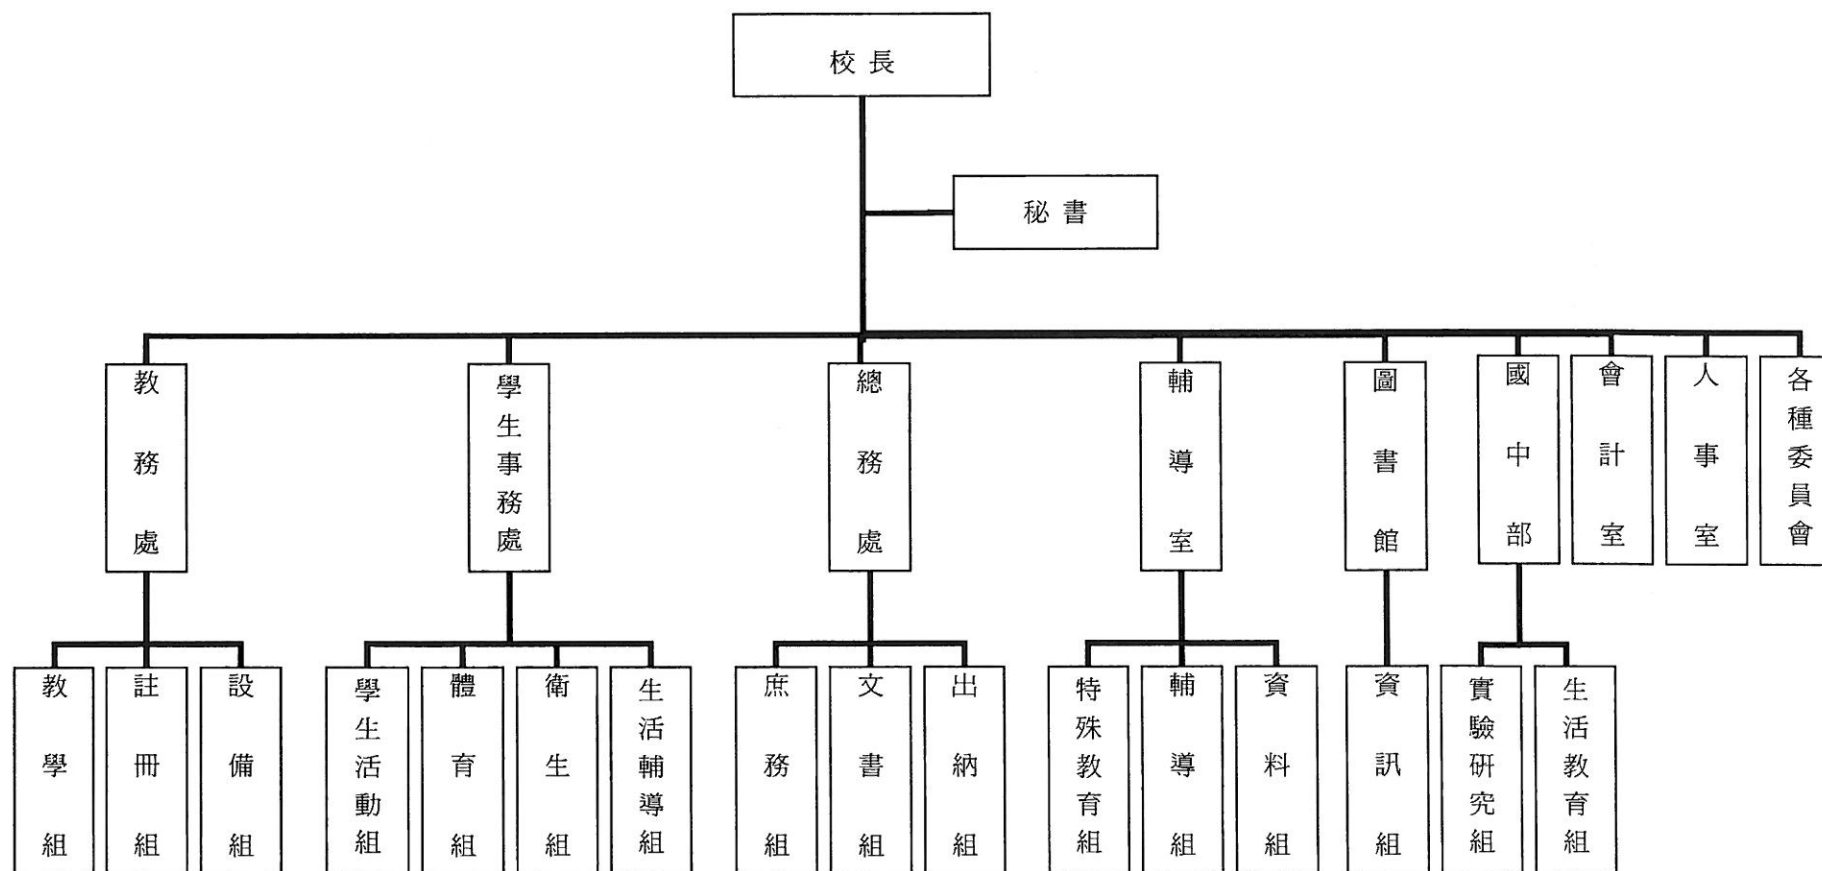 校長
秘書
教務處
學生事務處
總務處
輔導室
圖書館
國中部
會計室
人事室
各種委員會
教學組
註冊組
設備組
學生活動組
體育組
衛生組
生活輔導組
庶務組
文書組
出納組
特殊教育組
輔導組
資料組
資訊組
實驗研究組
生活教育組